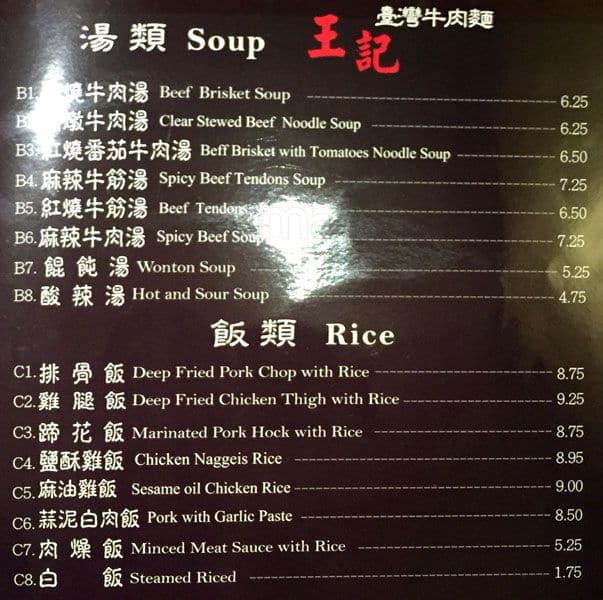 臺灣牛肉麵
湯類 Soup 王記
B1. 燒牛肉湯 Beef Brisket Soup 6.25
燉牛肉湯 Clear Stewed Beef Noodle Soup 6.25
B3. 紅燒番茄牛肉湯 Beff Brisket with Tomatoes Noodle Soup 6.50
B4. 麻辣牛筋湯 Spicy Beef Tendons Soup 7.25
B5. 紅燒牛筋湯 Beef Tendons 6.50
B6. 麻辣牛肉湯 Spicy Beef Soup 7.25
B7. 餛飩湯 Wonton Soup 5.25
B8. 酸辣湯 Hot and Sour Soup 4.75
飯類 Rice
C1. 排骨飯 Deep Fried Pork Chop with Rice 8.75
C2. 雞腿飯 Deep Fried Chicken Thigh with Rice 9.25
C3. 蹄花飯 Marinated Pork Hock with Rice 8.75
C4. 鹽酥雞飯 Chicken Naggeis Rice 8.95
C5. 麻油雞飯 Sesame oil Chicken Rice 9.00
C6. 蒜泥白肉飯 Pork with Garlic Paste 8.50
C7. 肉燥飯 Minced Meat Sauce with Rice 5.25
C8. 白飯 Steamed Riced 1.75